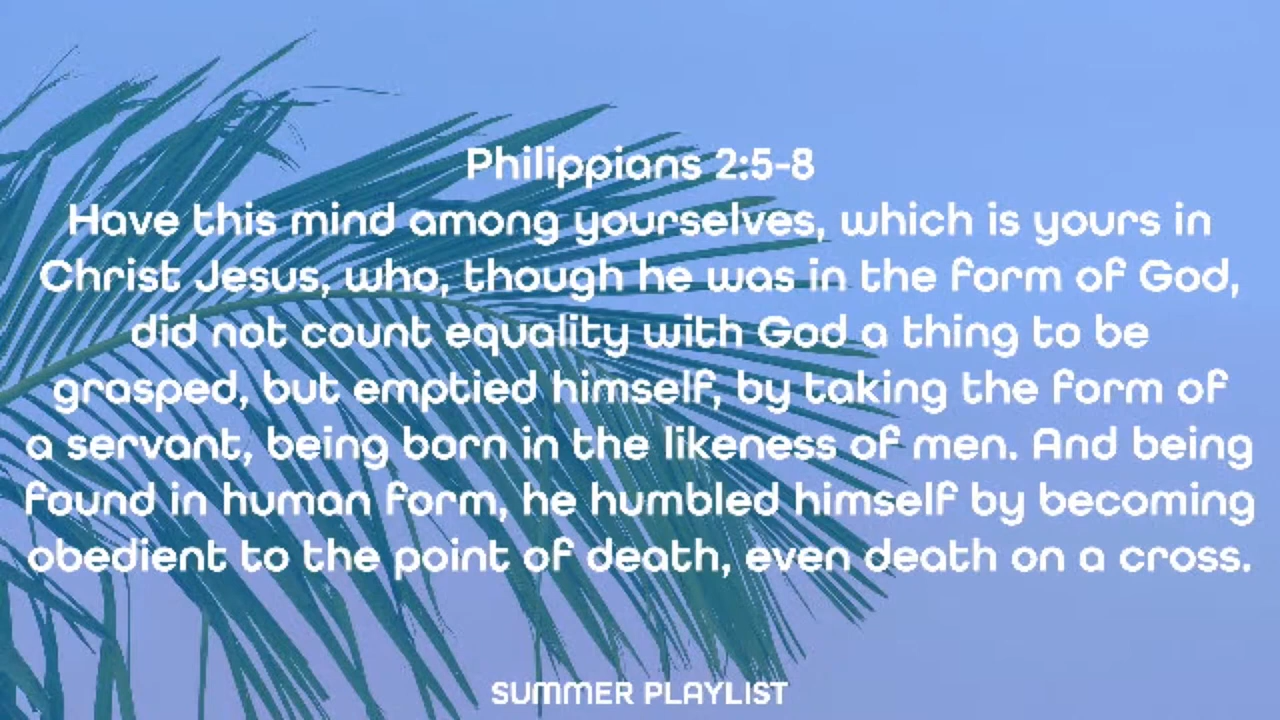 Philippians 2:5-8
Have this mind among yourselves, which is yours in
Christ Jesus, who, though he was in the form of God,
did not count equality with God a thing to be
grasped, but emptied himself, by taking the form of
a servant, being born in the likeness of men. And being
found in human form, he humbled himself by becoming
obedient to the point of death, even death on a cross.
SUMMER PLAYLIST